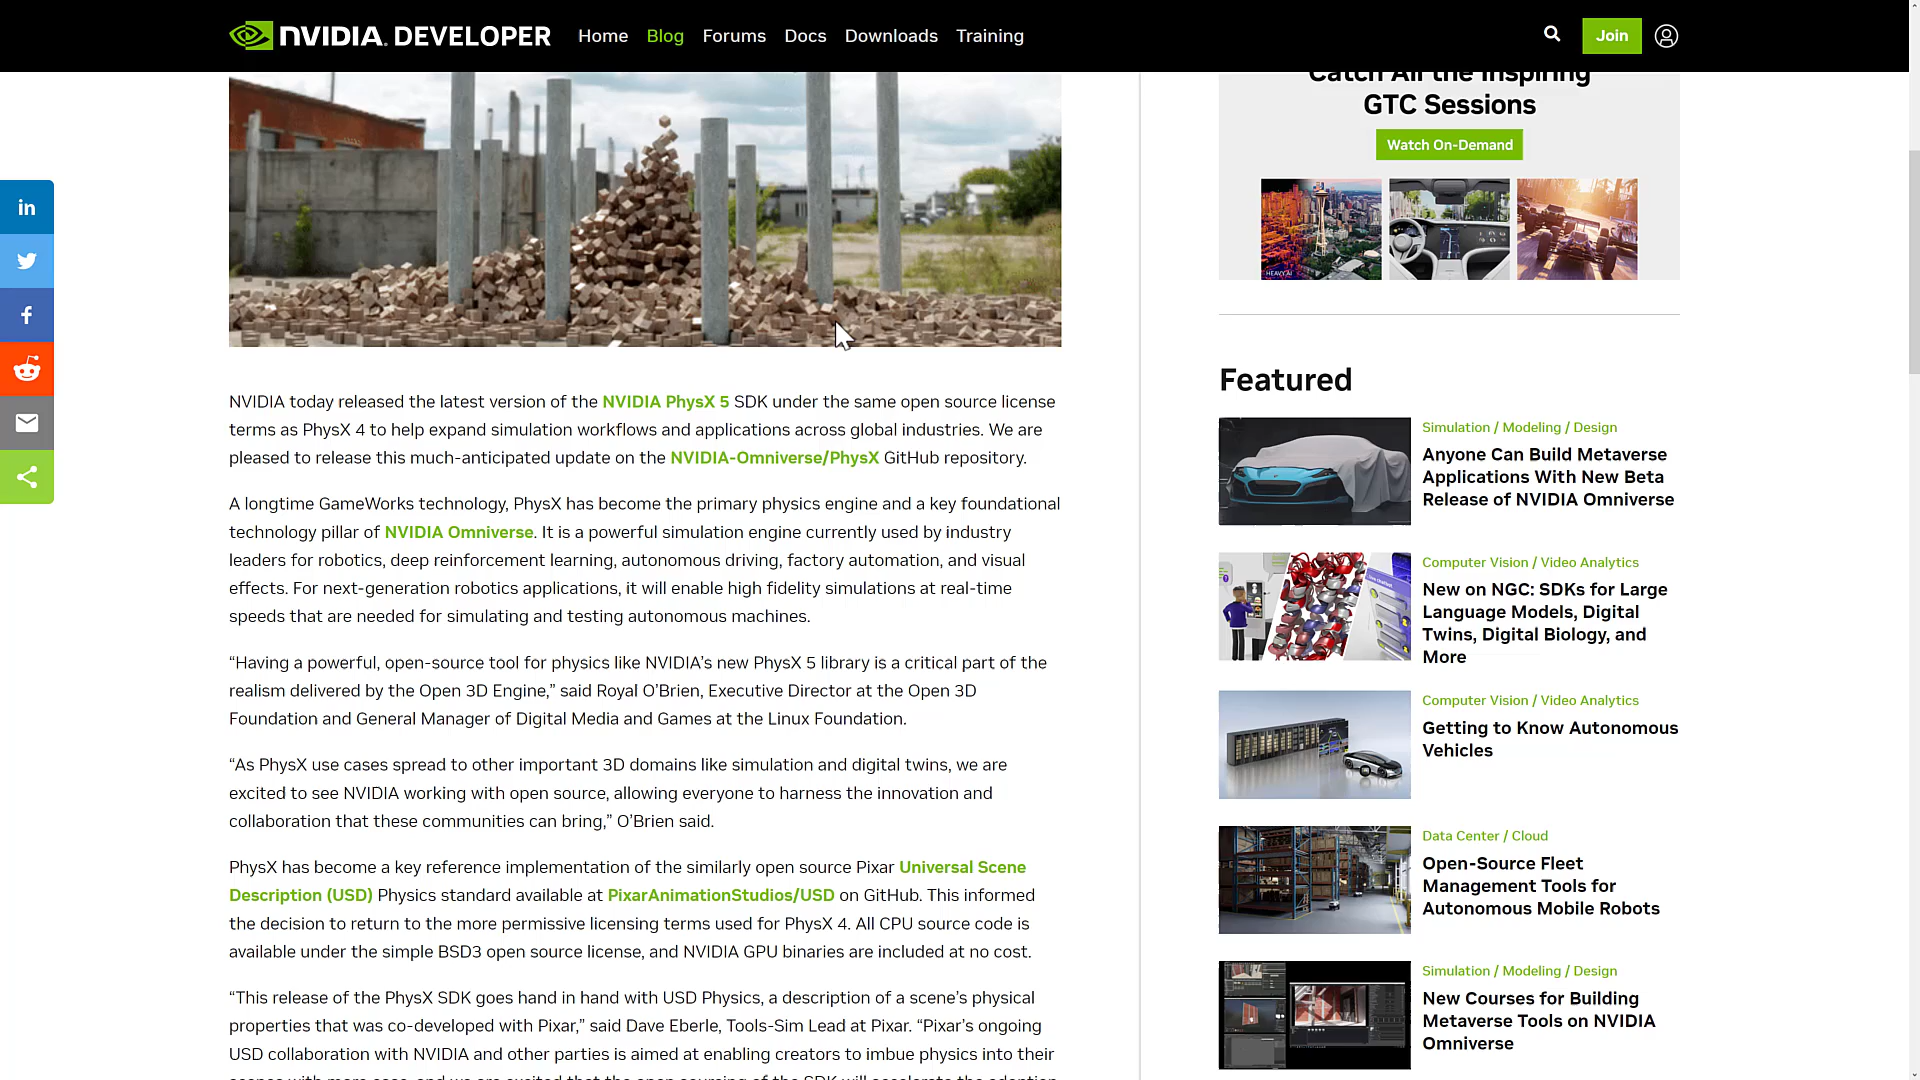 NVIDIA. DEVELOPER Home Blog Forums Docs Downloads Training Join
in
f
NVIDIA today released the latest version of the NVIDIA PhysX 5 SDK under the same open source license
terms as PhysX 4 to help expand simulation workflows and applications across global industries. We are
pleased to release this much-anticipated update on the NVIDIA-Omniverse/PhysX GitHub repository.
A longtime GameWorks technology, PhysX has become the primary physics engine and a key foundational
technology pillar of NVIDIA Omniverse. It is a powerful simulation engine currently used by industry
leaders for robotics, deep reinforcement learning, autonomous driving, factory automation, and visual
effects. For next-generation robotics applications, it will enable high fidelity simulations at real-time
speeds that are needed for simulating and testing autonomous machines.
“Having a powerful, open-source tool for physics like NVIDIA’s new PhysX 5 library is a critical part of the
realism delivered by the Open 3D Engine,” said Royal O’Brien, Executive Director at the Open 3D
Foundation and General Manager of Digital Media and Games at the Linux Foundation.
“As PhysX use cases spread to other important 3D domains like simulation and digital twins, we are
excited to see NVIDIA working with open source, allowing everyone to harness the innovation and
collaboration that these communities can bring,” O’Brien said.
PhysX has become a key reference implementation of the similarly open source Pixar Universal Scene
Description (USD) Physics standard available at PixarAnimationStudios/USD on GitHub. This informed
the decision to return to the more permissive licensing terms used for PhysX 4. All CPU source code is
available under the simple BSD3 open source license, and NVIDIA GPU binaries are included at no cost.
“This release of the PhysX SDK goes hand in hand with USD Physics, a description of a scene’s physical
properties that was co-developed with Pixar,” said Dave Eberle, Tools-Sim Lead at Pixar. “Pixar’s ongoing
USD collaboration with NVIDIA and other parties is aimed at enabling creators to imbue physics into their
Catch All the Inspiring
GTC Sessions
Watch On-Demand
HEAVY.AI
Featured
Simulation / Modeling / Design
Anyone Can Build Metaverse
Applications With New Beta
Release of NVIDIA Omniverse
Computer Vision / Video Analytics
New on NGC: SDKs for Large
Language Models, Digital
Twins, Digital Biology, and
More
Computer Vision / Video Analytics
Getting to Know Autonomous
Vehicles
Data Center / Cloud
Open-Source Fleet
Management Tools for
Autonomous Mobile Robots
Simulation / Modeling / Design
New Courses for Building
Metaverse Tools on NVIDIA
Omniverse